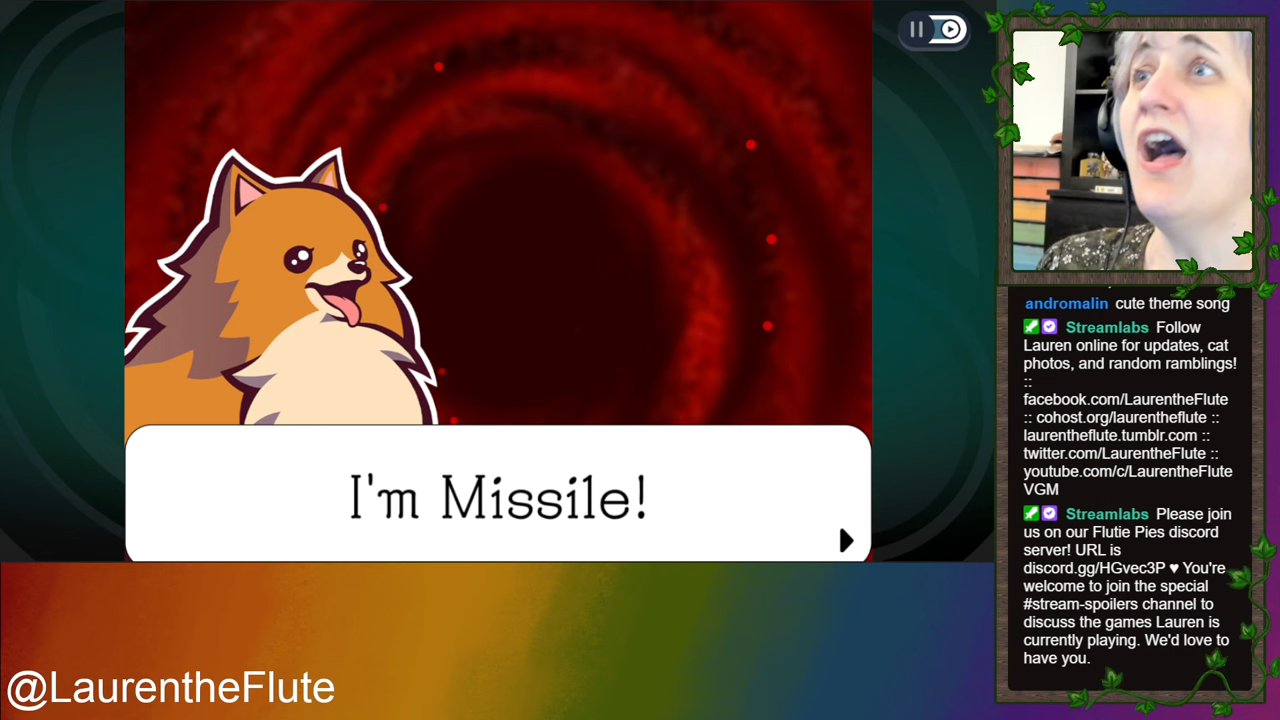 I'm Missile!
@LaurentheFlute
andromalin cute theme song
Streamlabs Follow
Lauren online for updates, cat
photos, and random ramblings!
::
facebook.com/LaurentheFlute
:: cohost.org/laurentheflute ::
laurentheflute.tumblr.com ::
twitter.com/LaurentheFlute ::
youtube.com/c/LaurentheFlute
VGM
Streamlabs Please join
us on our Flutie Pies discord
server! URL is
discord.gg/HGvec3P ♥ You're
welcome to join the special
#stream-spoilers channel to
discuss the games Lauren is
currently playing. We'd love to
have you.